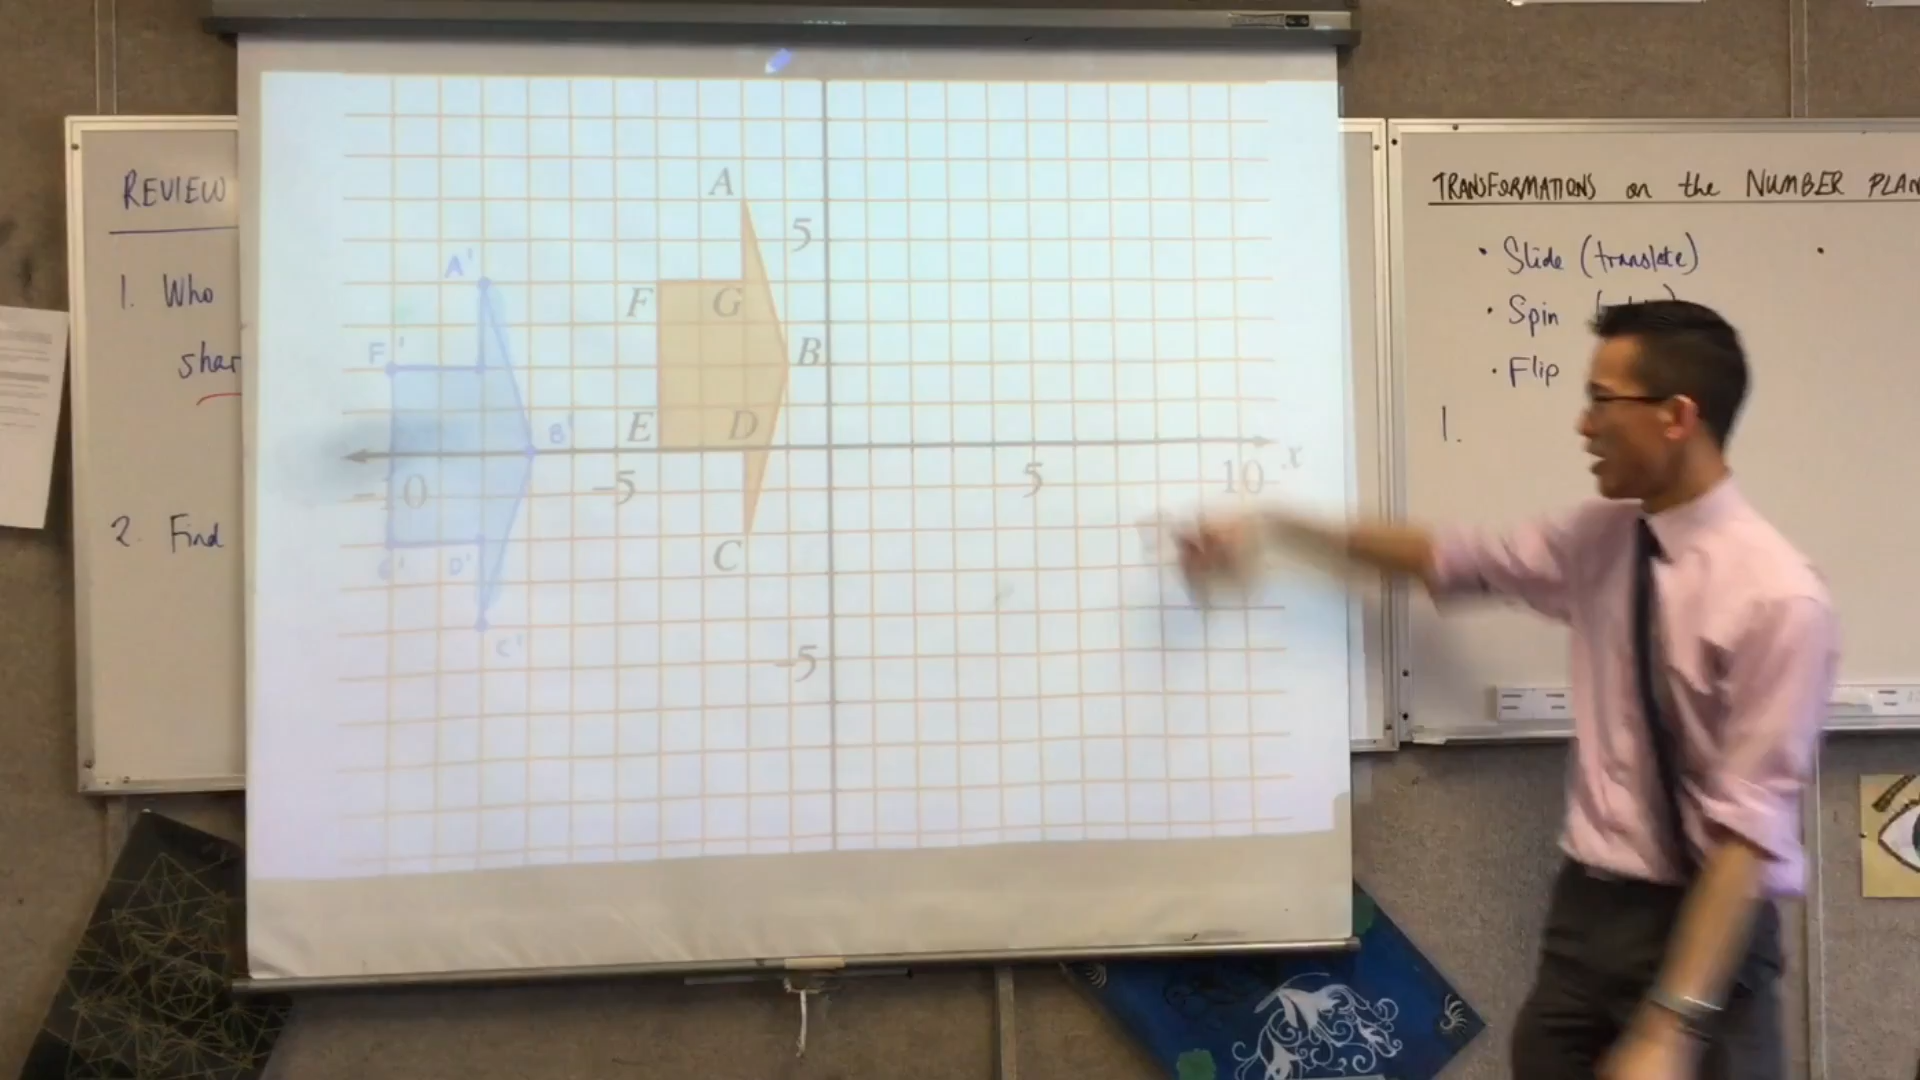 REVIEW
1. Who
shar
2. Find
A
5
A'
F
G
F'
B
E
D
B'
-10
-5
5
10
x
C
D'
C'
-5
TRANSFORMATIONS on the NUMBER PLAN
• Slide (translate)
• Spin
• Flip
1.